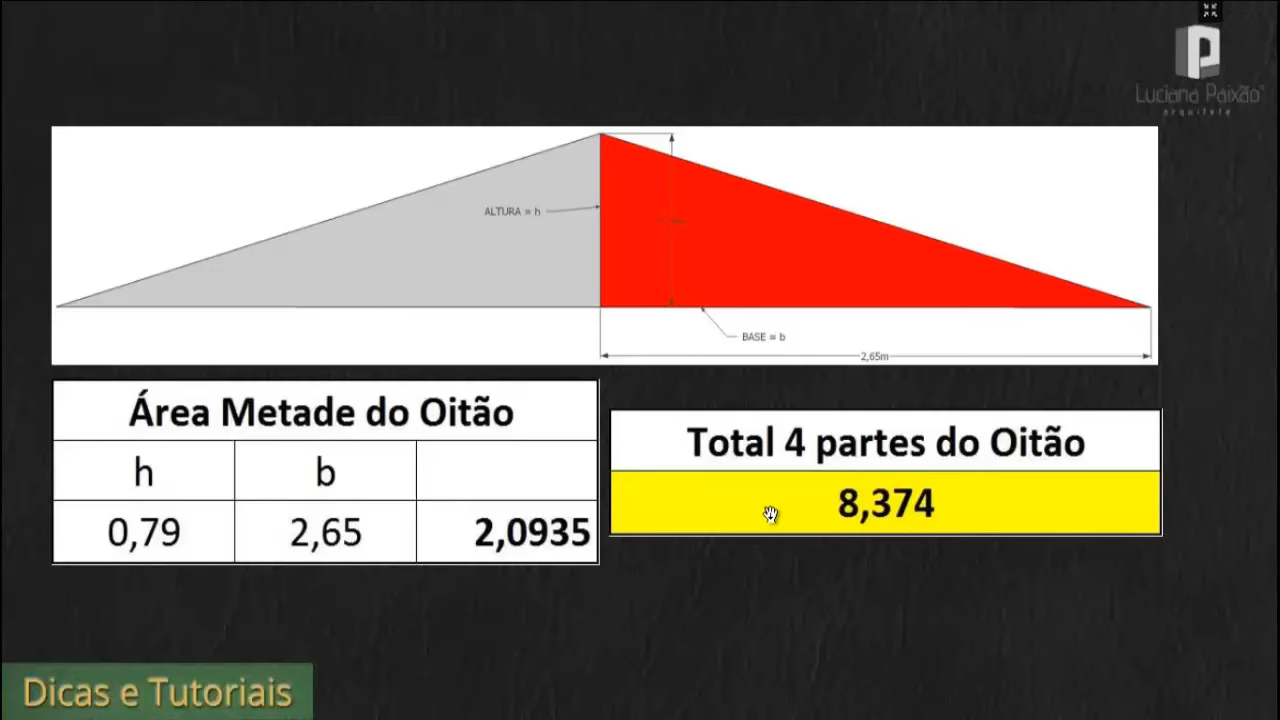 Luciana Paixão
arquiteta
ALTURA = h
BASE = b
2,65m
Área Metade do Oitão
h b
0,79 2,65 2,0935
Total 4 partes do Oitão
8,374
Dicas e Tutoriais